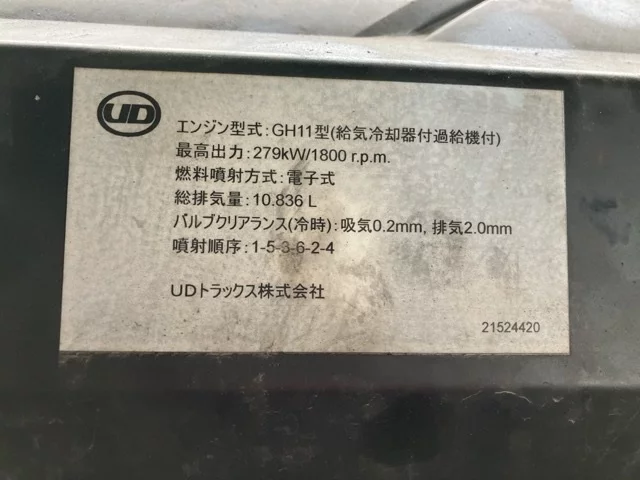 UD
エンジン型式:GH11型(給気冷却器付過給機付)
最高出力:279kW/1800 r.p.m.
燃料噴射方式:電子式
総排気量:10.836 L
バルブクリアランス(冷時):吸気0.2mm, 排気2.0mm
噴射順序:1-5-3-6-2-4
UDトラックス株式会社
21524420